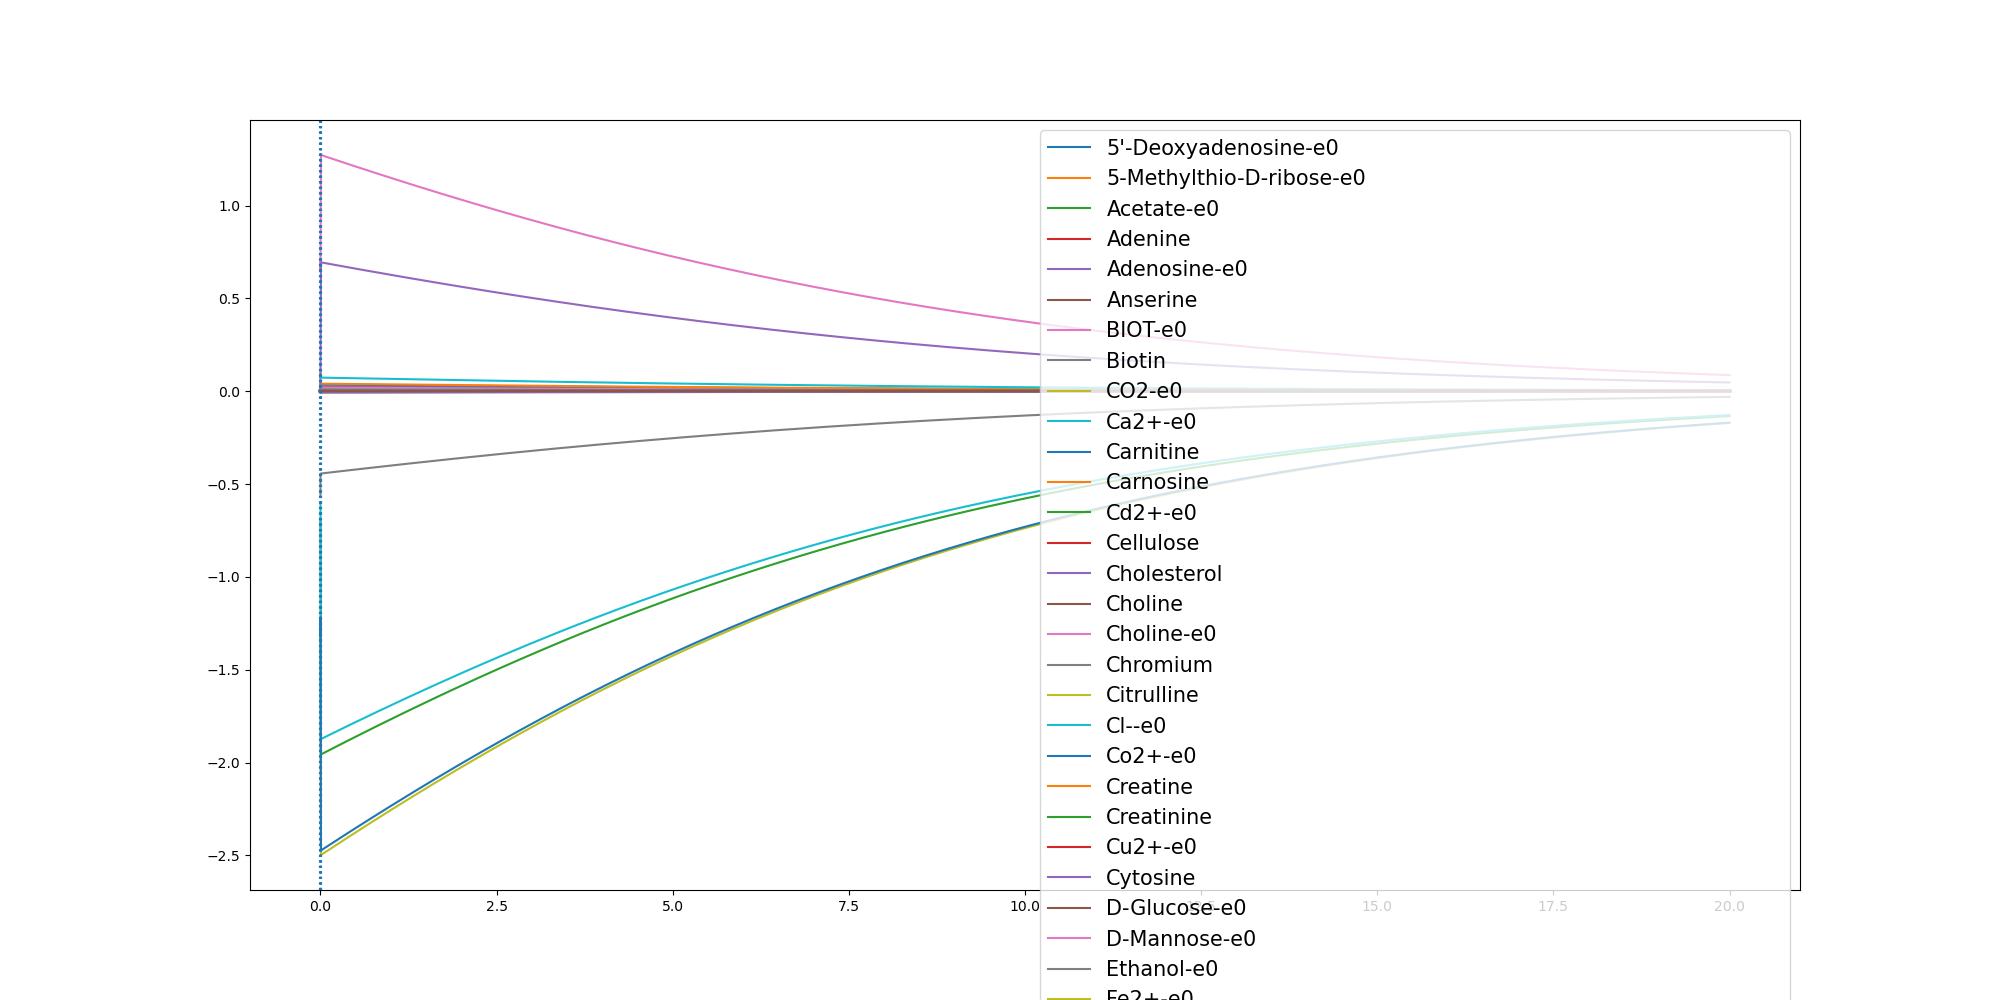 1.0
0.5
0.0
−0.5
−1.0
−1.5
−2.0
−2.5
0.0 2.5 5.0 7.5 10.0 15.0 17.5 20.0
5'-Deoxyadenosine-e0
5-Methylthio-D-ribose-e0
Acetate-e0
Adenine
Adenosine-e0
Anserine
BIOT-e0
Biotin
CO2-e0
Ca2+-e0
Carnitine
Carnosine
Cd2+-e0
Cellulose
Cholesterol
Choline
Choline-e0
Chromium
Citrulline
Cl--e0
Co2+-e0
Creatine
Creatinine
Cu2+-e0
Cytosine
D-Glucose-e0
D-Mannose-e0
Ethanol-e0
Fe2+-e0